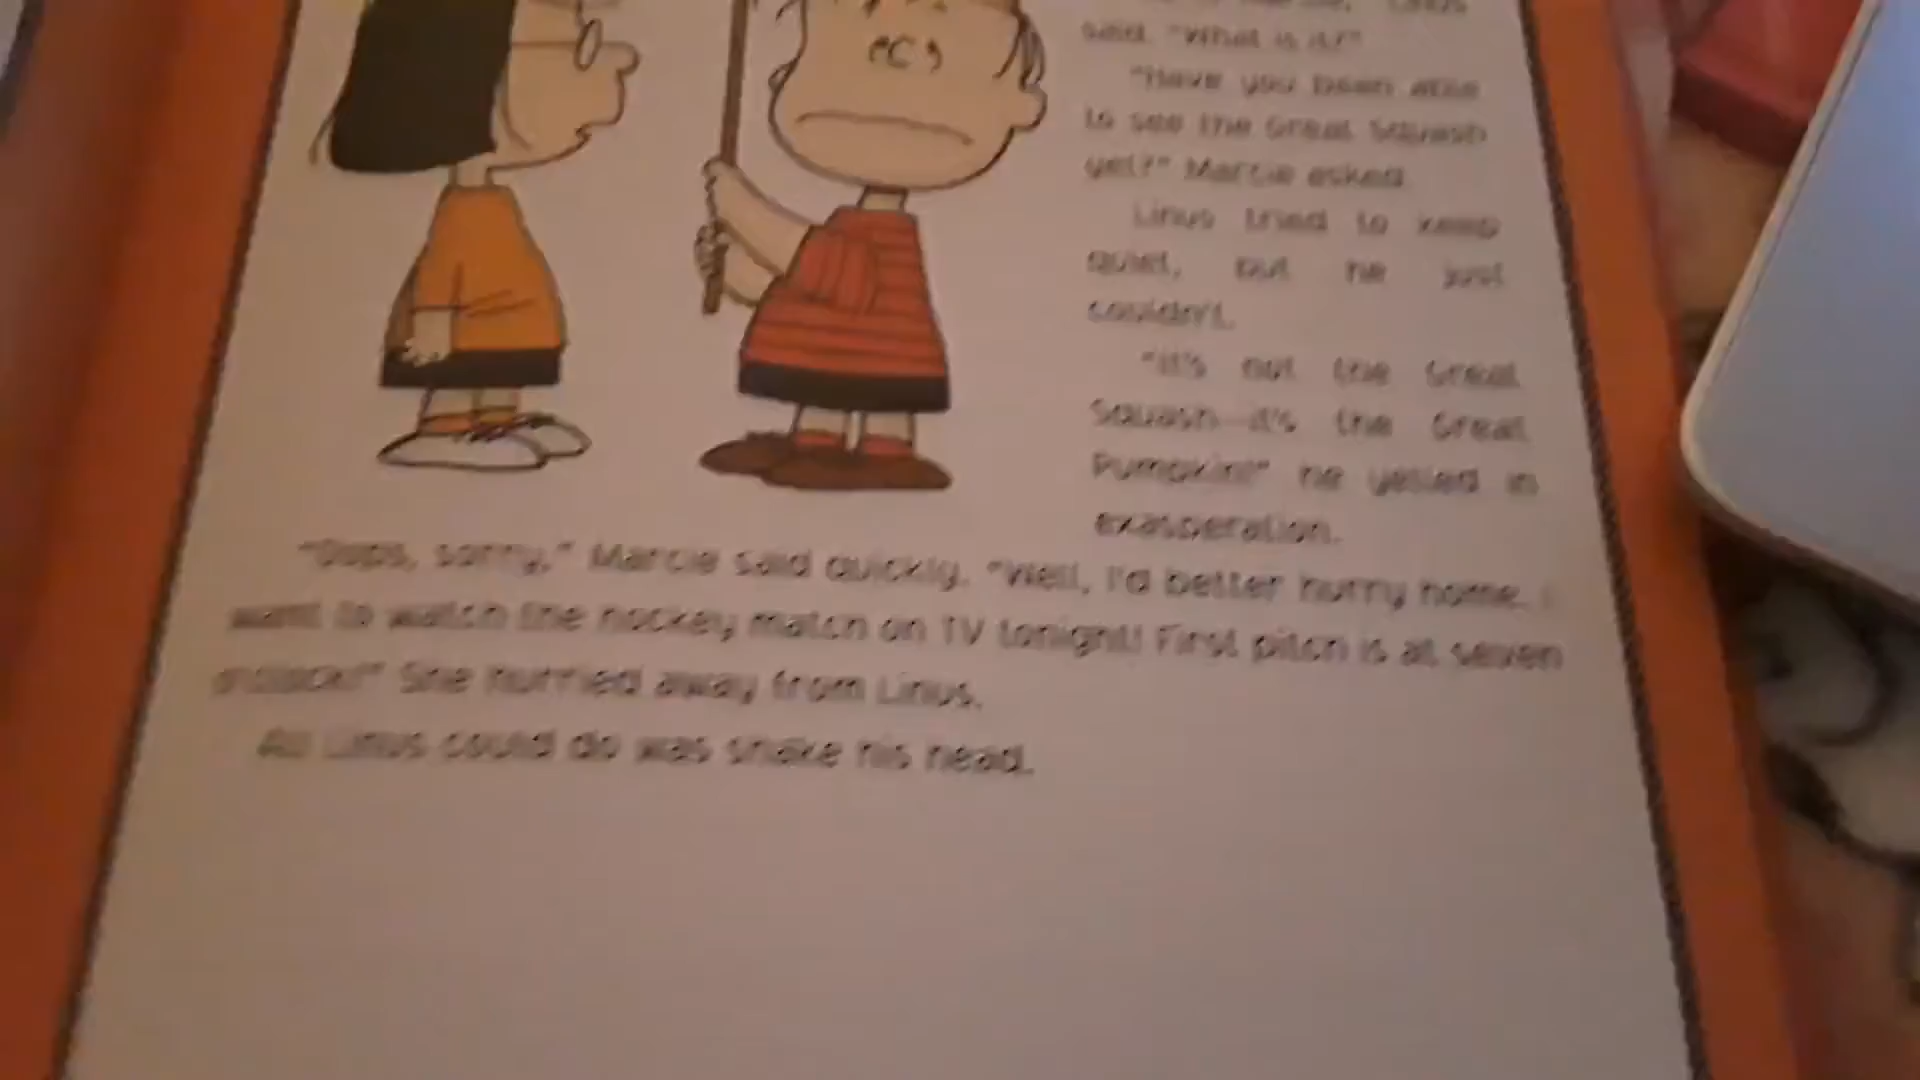 said. "What is it?"
"Have you been able
to see the Great Squash
yet?" Marcie asked.
Linus tried to keep
quiet, but he just
couldn't.
"It's not the Great
Squash—it's the Great
Pumpkin!" he yelled in
exasperation.
"Oops, sorry," Marcie said quickly. "Well, I'd better hurry home. I
want to watch the hockey match on TV tonight! First pitch is at seven
o'clock!" She hurried away from Linus.
All Linus could do was shake his head.